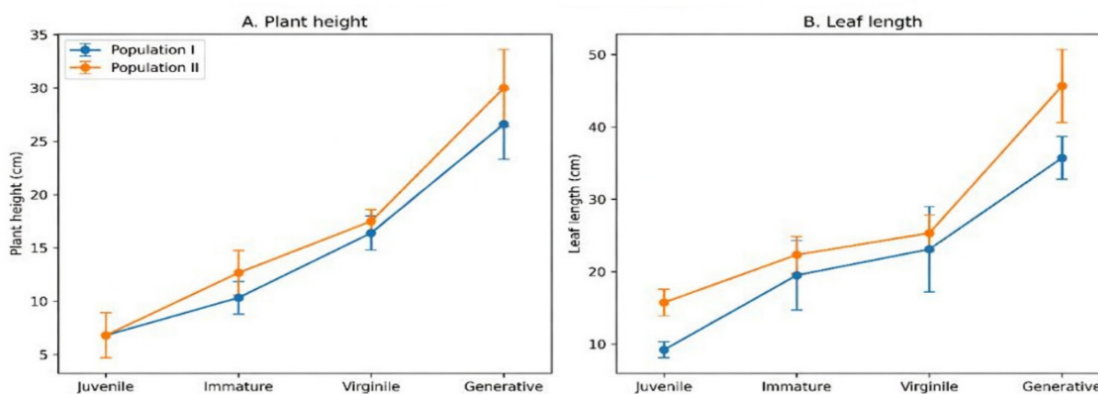 A. Plant height
35
30
25
20
15
10
5
Plant height (cm)
Population I
Population II
Juvenile
Immature
Virginile
Generative
B. Leaf length
50
40
30
20
10
Leaf length (cm)
Juvenile
Immature
Virginile
Generative